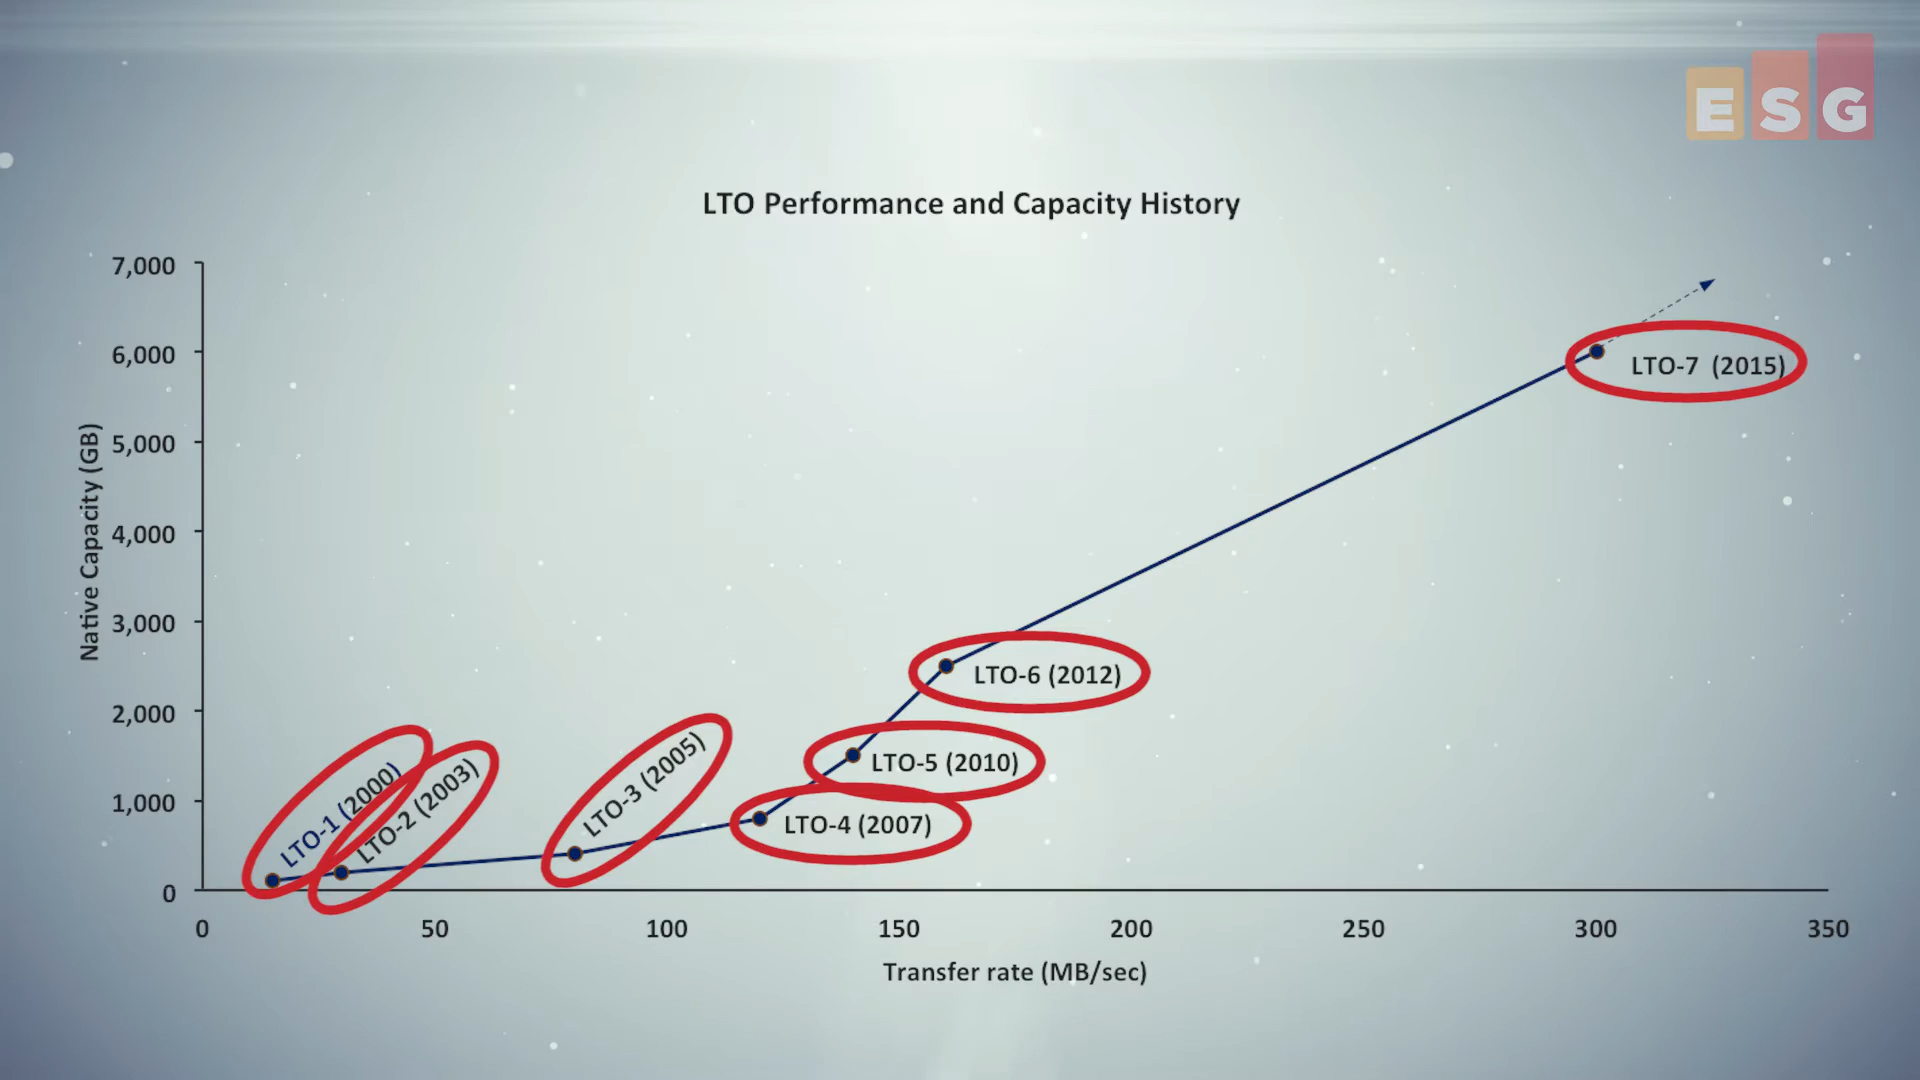 ESG
LTO Performance and Capacity History
7,000
6,000
5,000
4,000
3,000
2,000
1,000
0
Native Capacity (GB)
LTO-1 (2000)
LTO-2 (2003)
LTO-3 (2005)
LTO-4 (2007)
LTO-5 (2010)
LTO-6 (2012)
LTO-7 (2015)
0 50 100 150 200 250 300 350
Transfer rate (MB/sec)